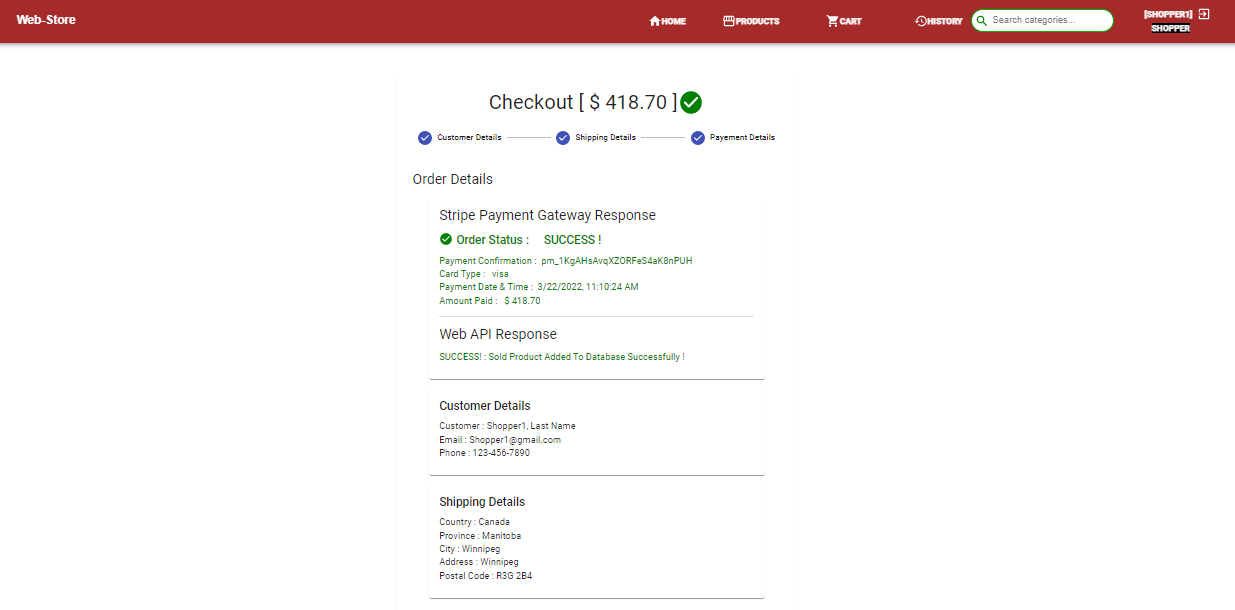 Web-Store
HOME
PRODUCTS
CART
HISTORY
Search categories...
[SHOPPER1]
SHOPPER
Checkout [ $ 418.70 ]
Customer Details
Shipping Details
Payement Details
Order Details
Stripe Payment Gateway Response
Order Status : SUCCESS !
Payment Confirmation : pm_1KgAHsAvqXZORFeS4aK8nPUH
Card Type : visa
Payment Date & Time : 3/22/2022, 11:10:24 AM
Amount Paid : $ 418.70
Web API Response
SUCCESS! : Sold Product Added To Database Successfully !
Customer Details
Customer : Shopper1, Last Name
Email : Shopper1@gmail.com
Phone : 123-456-7890
Shipping Details
Country : Canada
Province : Manitoba
City : Winnipeg
Address : Winnipeg
Postal Code : R3G 2B4